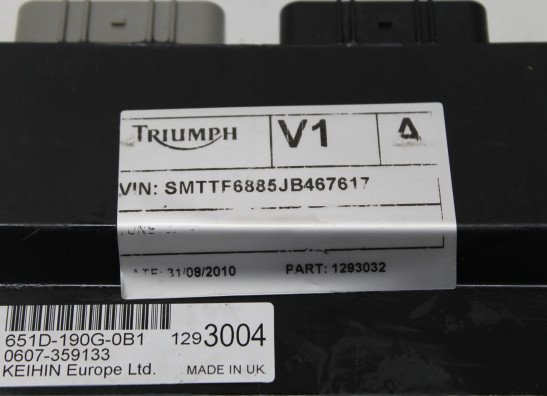 TRIUMPH V1 A
VIN: SMTTF6885JB467617
31/08/2010 PART: 1293032
651D-190G-0B1 1293004
0607-359133
KEIHIN Europe Ltd. MADE IN UK